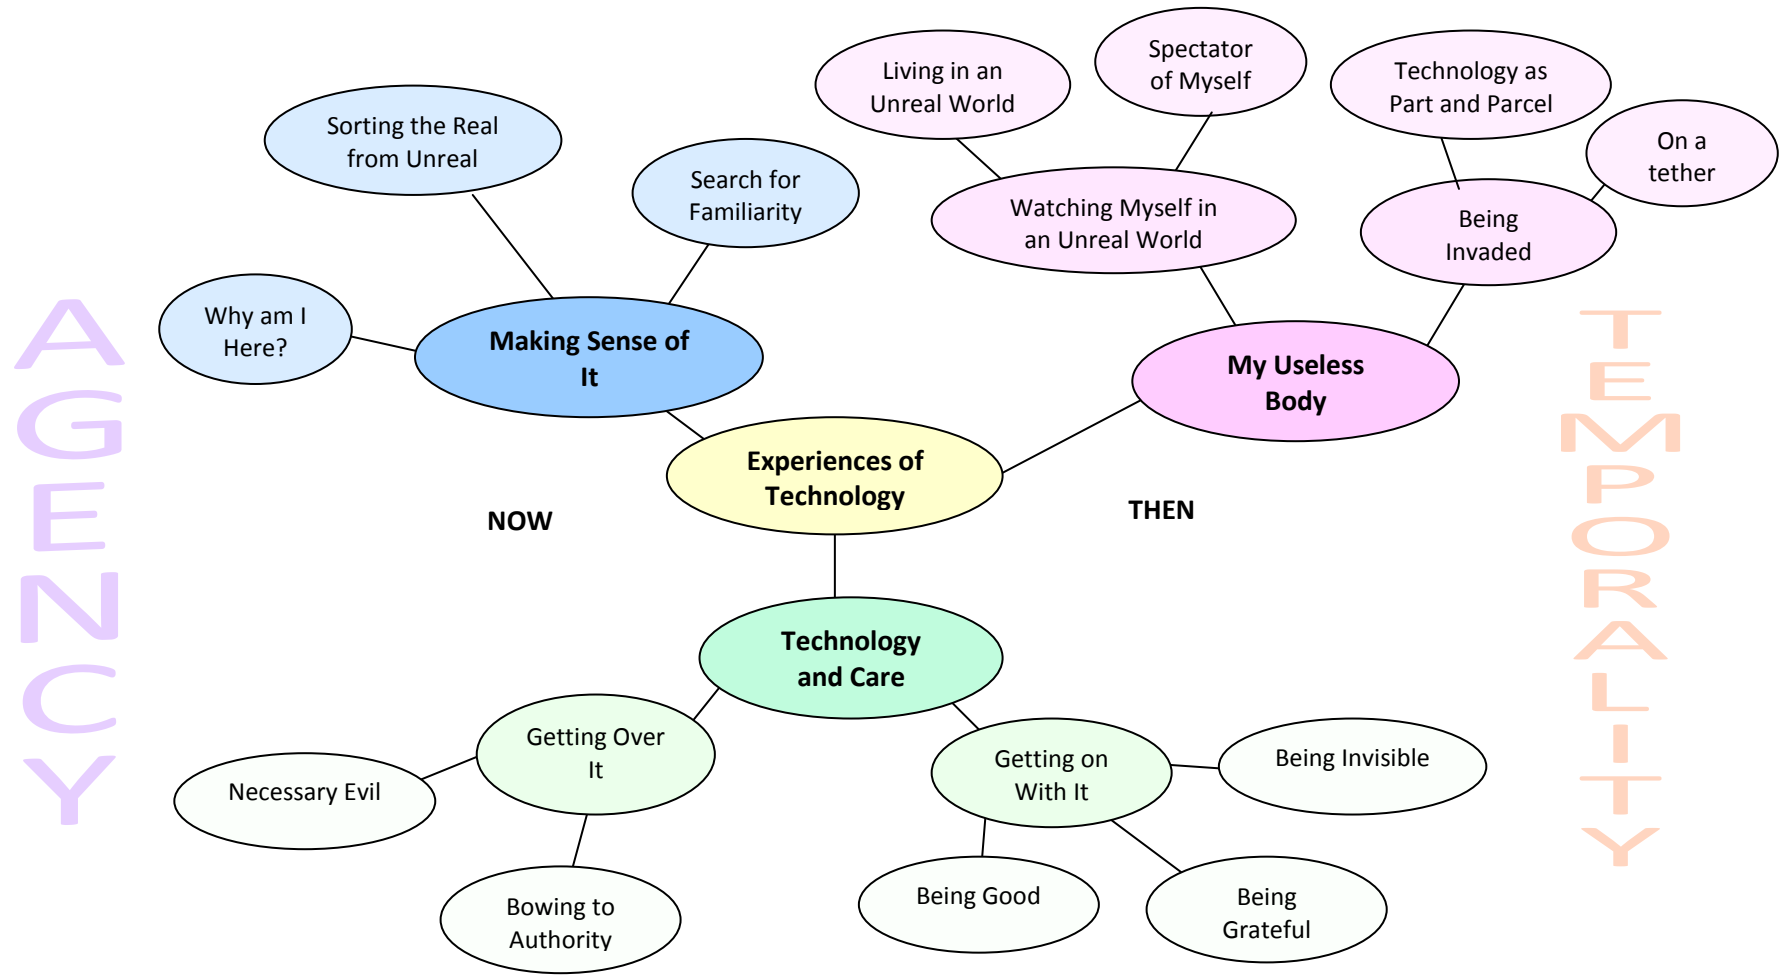 Living in an
Unreal World
Spectator
of Myself
Technology as
Part and Parcel
On a
tether
Sorting the Real
from Unreal
Search for
Familiarity
Watching Myself in
an Unreal World
Being
Invaded
Why am I
Here?
Making Sense of
It
My Useless
Body
Experiences of
Technology
NOW
THEN
AGENCY
TEMPORALITY
Technology
and Care
Getting Over
It
Getting on
With It
Being Invisible
Necessary Evil
Being Good
Being
Grateful
Bowing to
Authority